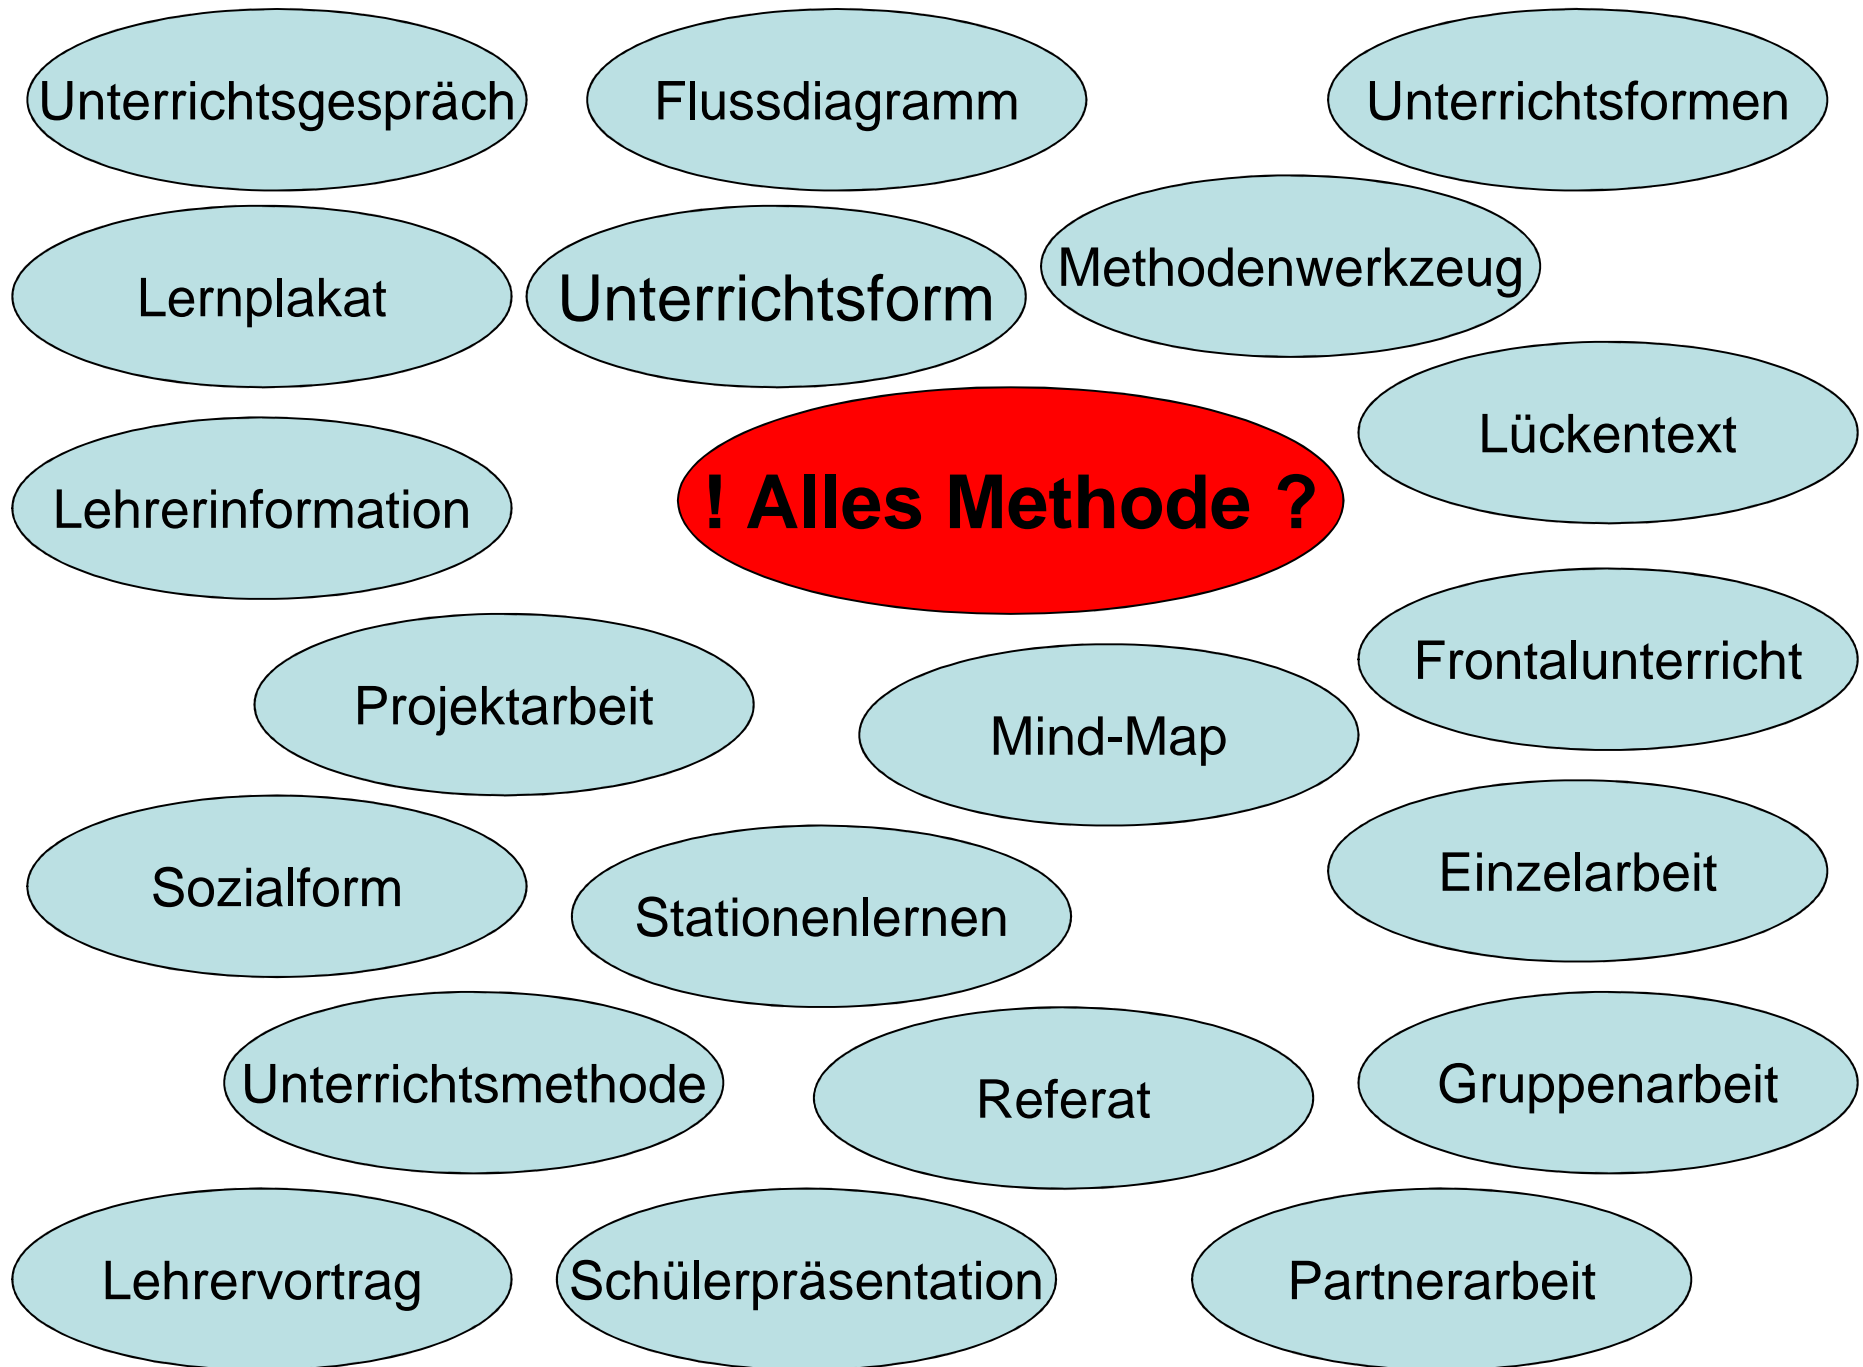 Unterrichtsgespräch
Flussdiagramm
Unterrichtsformen
Lernplakat
Unterrichtsform
Methodenwerkzeug
Lückentext
Lehrerinformation
! Alles Methode ?
Frontalunterricht
Projektarbeit
Mind-Map
Einzelarbeit
Sozialform
Stationenlernen
Unterrichtsmethode
Referat
Gruppenarbeit
Lehrervortrag
Schülerpräsentation
Partnerarbeit